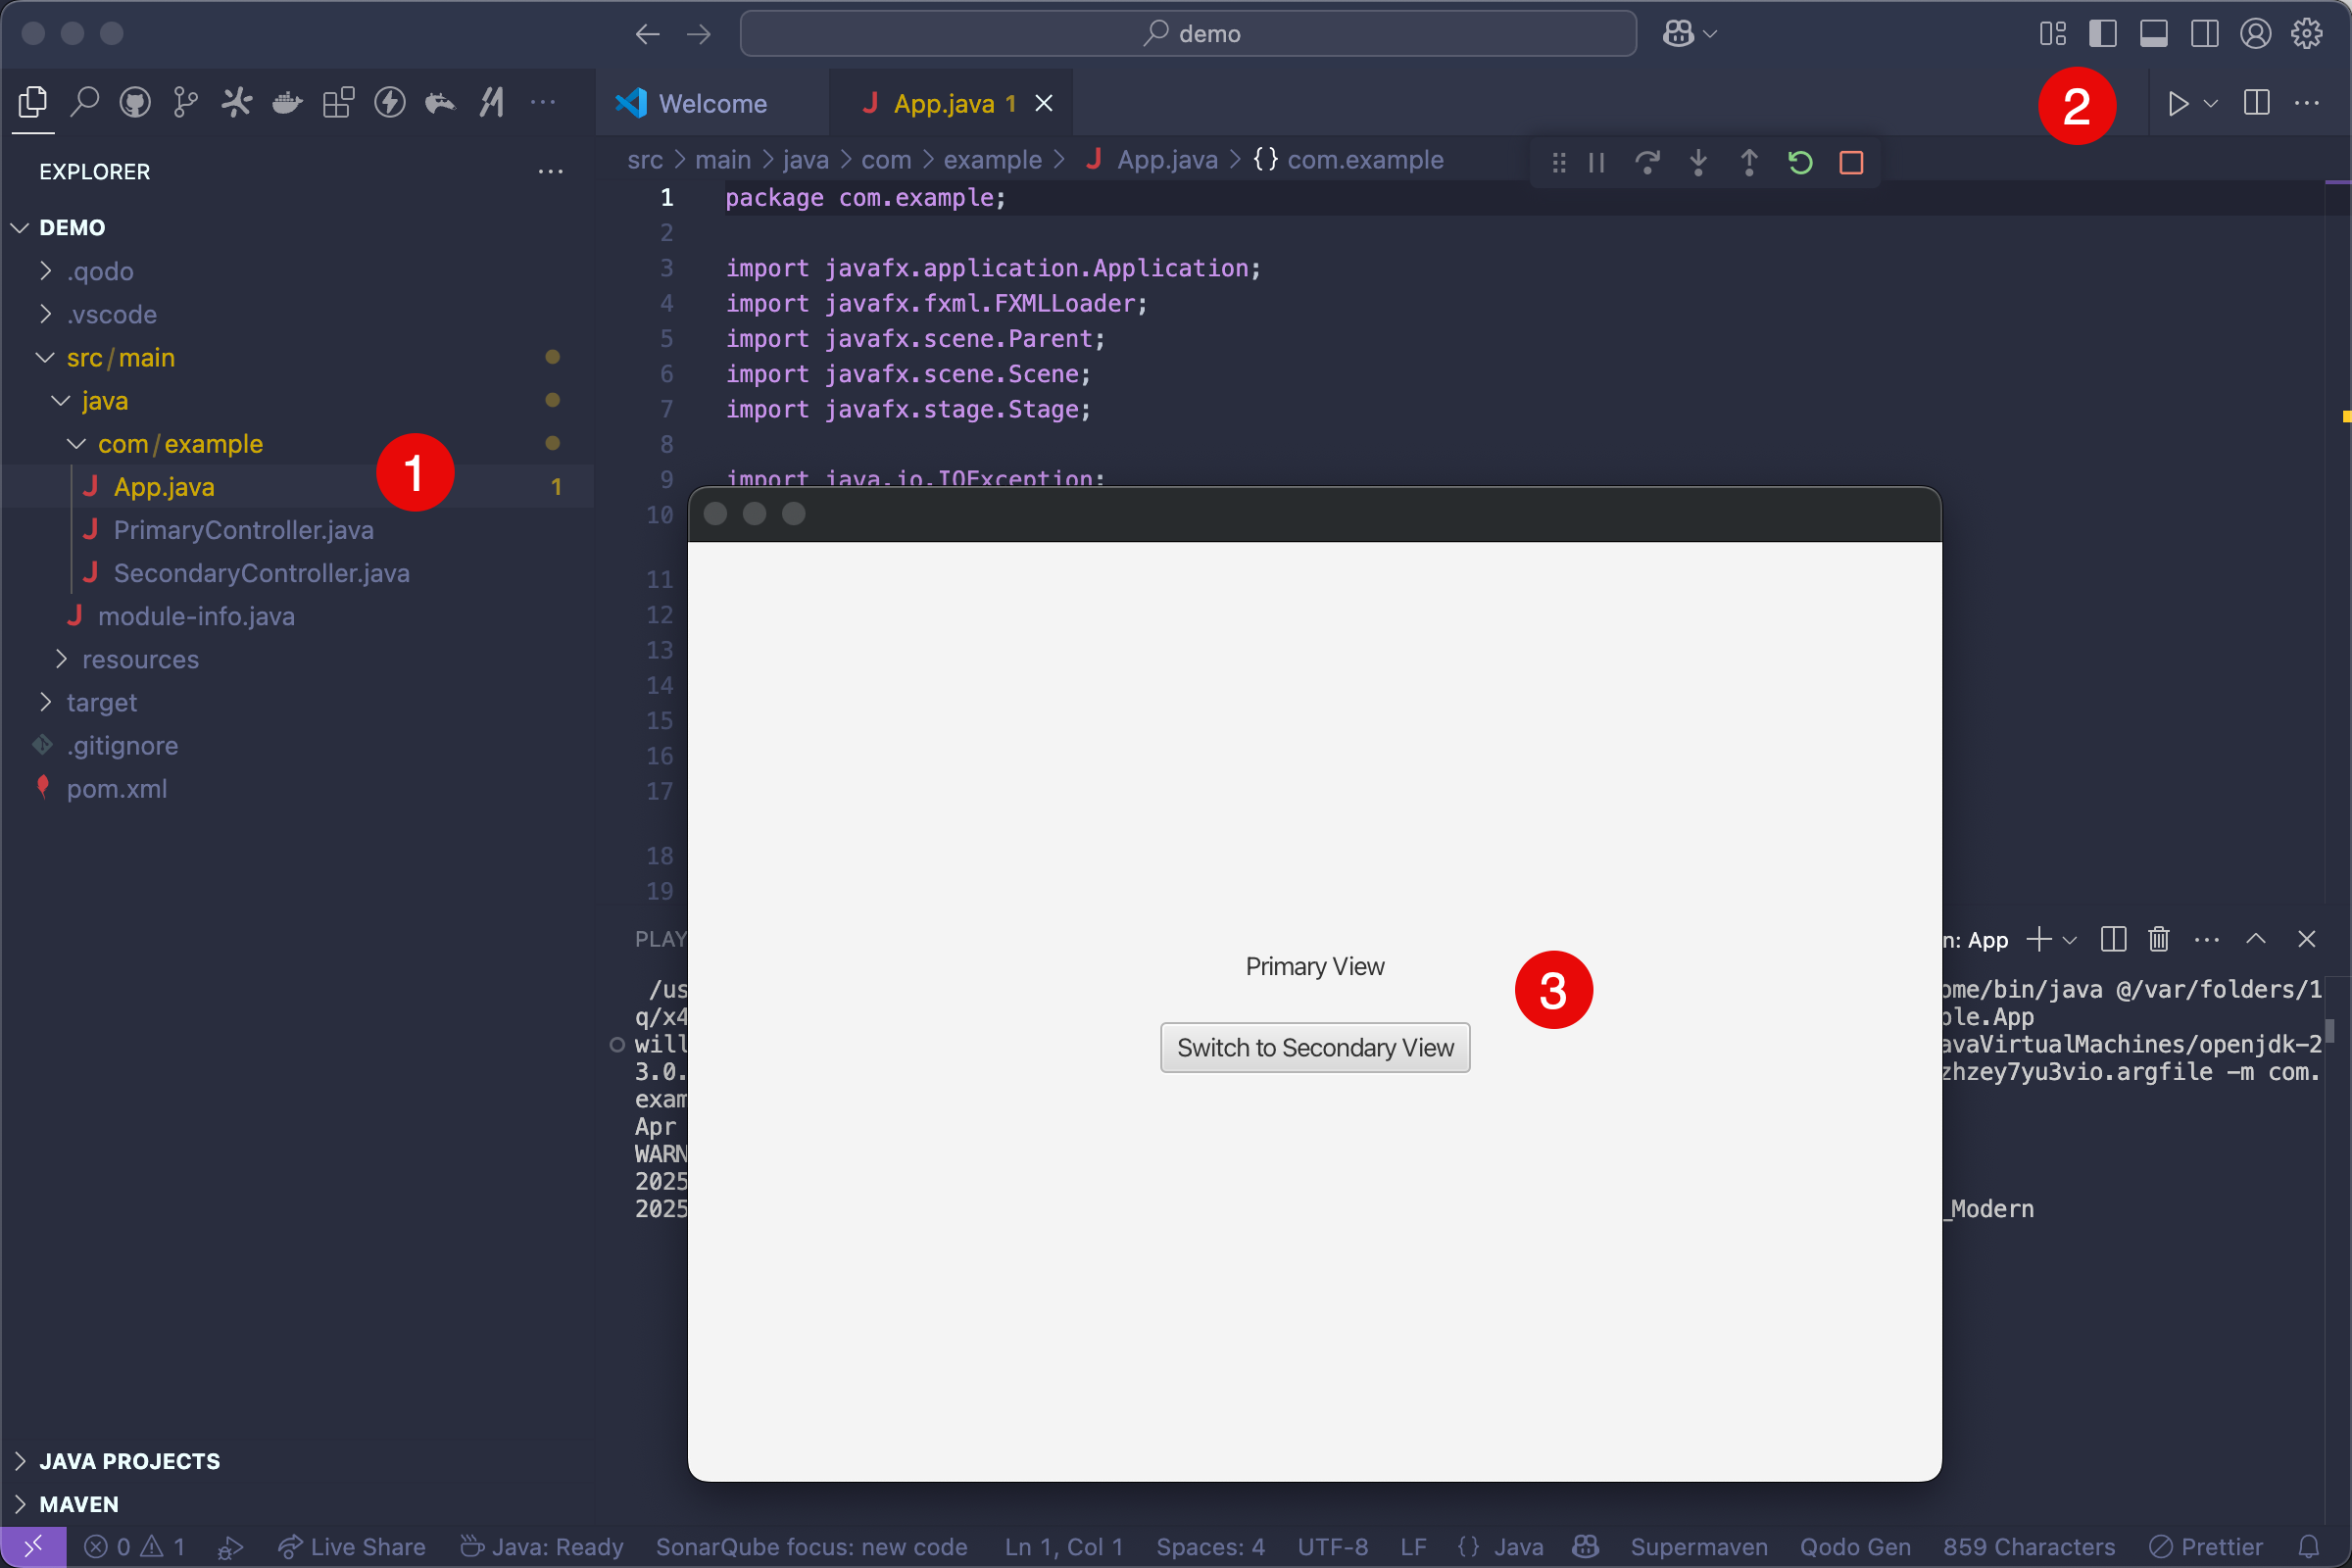 demo
Welcome
App.java 1
2
EXPLORER
src > main > java > com > example > App.java > {} com.example
DEMO
.qodo
.vscode
src/main
java
com/example
1
App.java 1
PrimaryController.java
SecondaryController.java
module-info.java
resources
target
.gitignore
pom.xml
1 package com.example;
2
3 import javafx.application.Application;
4 import javafx.fxml.FXMLLoader;
5 import javafx.scene.Parent;
6 import javafx.scene.Scene;
7 import javafx.stage.Stage;
8
9 import java.io.IOException;
10
11
12
13
14
15
16
17
18
19
Primary View
3
Switch to Secondary View
PLAY
n: App
/us
ome/bin/java @/var/folders/1
q/x4
ple.App
will
avaVirtualMachines/openjdk-2
3.0.
zhzey7yu3vio.argfile -m com.
exam
Apr
WARN
2025
2025
_Modern
JAVA PROJECTS
MAVEN
0 1 Live Share Java: Ready SonarQube focus: new code Ln 1, Col 1 Spaces: 4 UTF-8 LF {} Java Supermaven Qodo Gen 859 Characters Prettier